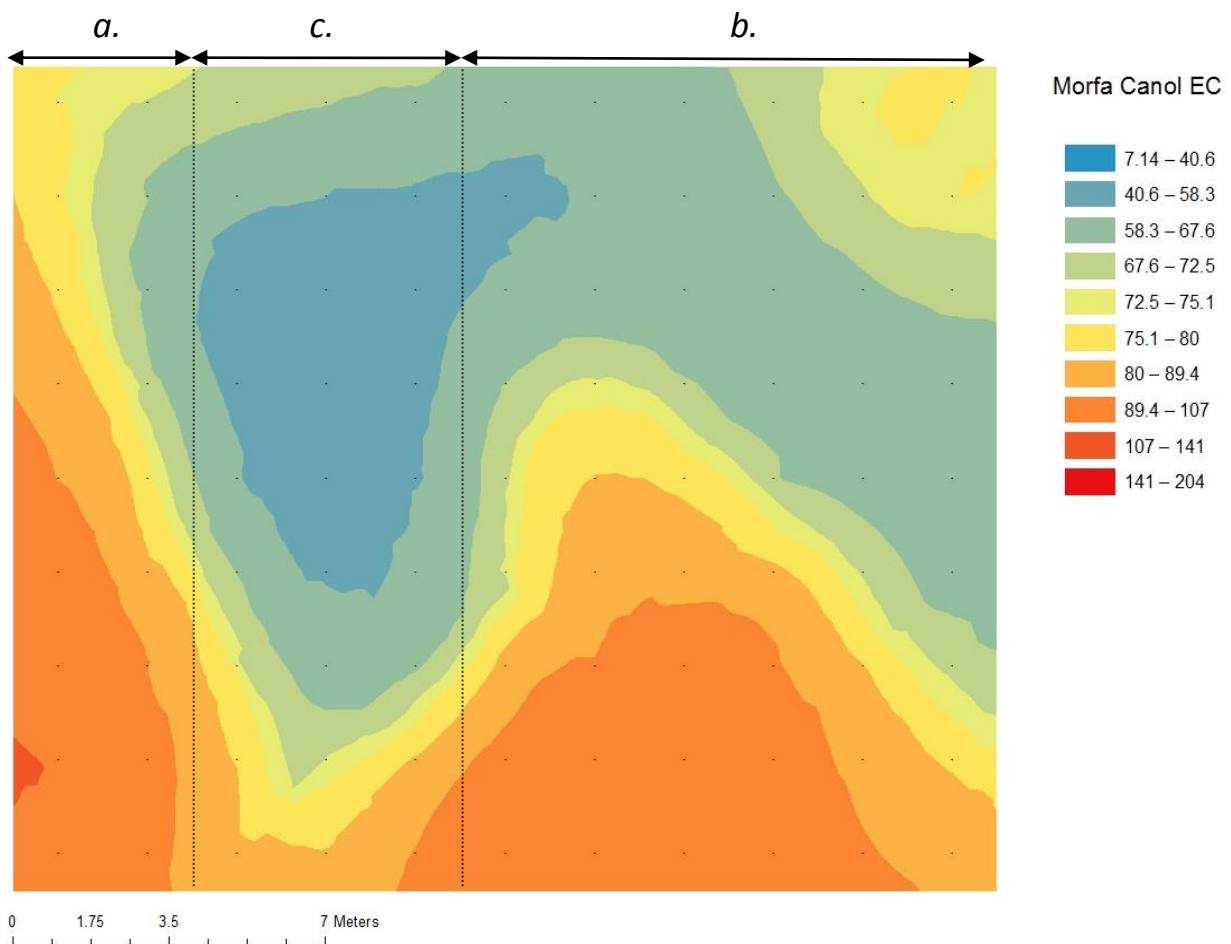 a. c. b.
Morfa Canol EC
7.14 – 40.6
40.6 – 58.3
58.3 – 67.6
67.6 – 72.5
72.5 – 75.1
75.1 – 80
80 – 89.4
89.4 – 107
107 – 141
141 – 204
0 1.75 3.5 7 Meters